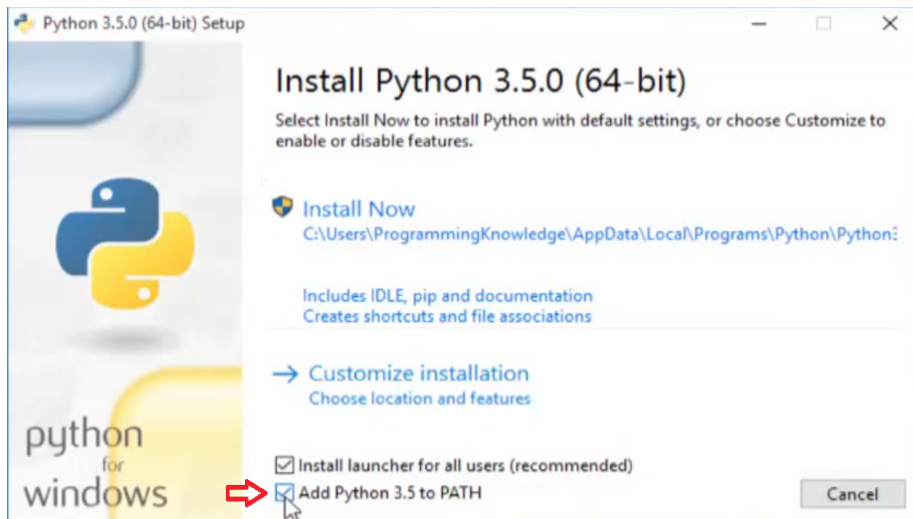 Python 3.5.0 (64-bit) Setup
Install Python 3.5.0 (64-bit)
Select Install Now to install Python with default settings, or choose Customize to
enable or disable features.
Install Now
C:\Users\ProgrammingKnowledge\AppData\Local\Programs\Python\Python3
Includes IDLE, pip and documentation
Creates shortcuts and file associations
Customize installation
Choose location and features
python
for
windows
Install launcher for all users (recommended)
Add Python 3.5 to PATH
Cancel